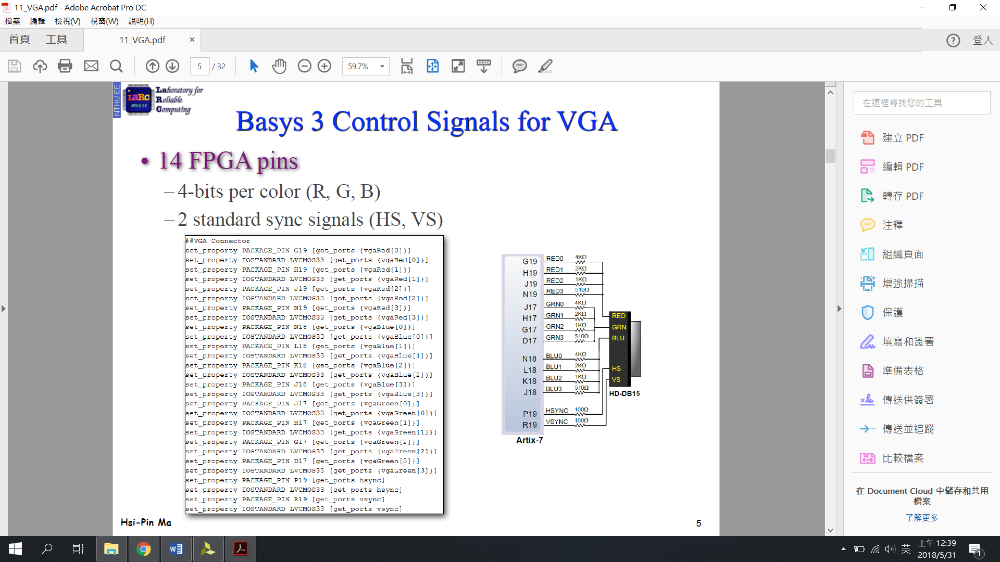 11_VGA.pdf - Adobe Acrobat Pro DC
檔案 編輯 檢視(V) 視窗(W) 說明(H)
首頁 工具 11_VGA.pdf × 登入
5 / 32 59.7%
NTHU EE
LaRC
NTHU EE
Laboratory for
Reliable
Computing
Basys 3 Control Signals for VGA
• 14 FPGA pins
– 4-bits per color (R, G, B)
– 2 standard sync signals (HS, VS)
##VGA Connector
set_property PACKAGE_PIN G19 [get_ports {vgaRed[0]}]
set_property IOSTANDARD LVCMOS33 [get_ports {vgaRed[0]}]
set_property PACKAGE_PIN H19 [get_ports {vgaRed[1]}]
set_property IOSTANDARD LVCMOS33 [get_ports {vgaRed[1]}]
set_property PACKAGE_PIN J19 [get_ports {vgaRed[2]}]
set_property IOSTANDARD LVCMOS33 [get_ports {vgaRed[2]}]
set_property PACKAGE_PIN N19 [get_ports {vgaRed[3]}]
set_property IOSTANDARD LVCMOS33 [get_ports {vgaRed[3]}]
set_property PACKAGE_PIN N18 [get_ports {vgaBlue[0]}]
set_property IOSTANDARD LVCMOS33 [get_ports {vgaBlue[0]}]
set_property PACKAGE_PIN L18 [get_ports {vgaBlue[1]}]
set_property IOSTANDARD LVCMOS33 [get_ports {vgaBlue[1]}]
set_property PACKAGE_PIN K18 [get_ports {vgaBlue[2]}]
set_property IOSTANDARD LVCMOS33 [get_ports {vgaBlue[2]}]
set_property PACKAGE_PIN J18 [get_ports {vgaBlue[3]}]
set_property IOSTANDARD LVCMOS33 [get_ports {vgaBlue[3]}]
set_property PACKAGE_PIN J17 [get_ports {vgaGreen[0]}]
set_property IOSTANDARD LVCMOS33 [get_ports {vgaGreen[0]}]
set_property PACKAGE_PIN H17 [get_ports {vgaGreen[1]}]
set_property IOSTANDARD LVCMOS33 [get_ports {vgaGreen[1]}]
set_property PACKAGE_PIN G17 [get_ports {vgaGreen[2]}]
set_property IOSTANDARD LVCMOS33 [get_ports {vgaGreen[2]}]
set_property PACKAGE_PIN D17 [get_ports {vgaGreen[3]}]
set_property IOSTANDARD LVCMOS33 [get_ports {vgaGreen[3]}]
set_property PACKAGE_PIN P19 [get_ports hsync]
set_property IOSTANDARD LVCMOS33 [get_ports hsync]
set_property PACKAGE_PIN R19 [get_ports vsync]
set_property IOSTANDARD LVCMOS33 [get_ports vsync]
G19 RED0 4KΩ
H19 RED1 2KΩ
J19 RED2 1KΩ
N19 RED3 510Ω
J17 GRN0 4KΩ
H17 GRN1 2KΩ
G17 GRN2 1KΩ
D17 GRN3 510Ω
N18 BLU0 4KΩ
L18 BLU1 2KΩ
K18 BLU2 1KΩ
J18 BLU3 510Ω
P19 HSYNC 100Ω
R19 VSYNC 100Ω
Artix-7
RED
GRN
BLU
HS
VS
HD-DB15
Hsi-Pin Ma
5
在這裡尋找您的工具
建立 PDF
編輯 PDF
轉存 PDF
注釋
組織頁面
增強掃描
保護
填寫和簽署
準備表格
傳送供簽署
傳送並追蹤
比較檔案
在 Document Cloud 中儲存和共用
檔案
了解更多
英
上午 12:39
2018/5/31
1